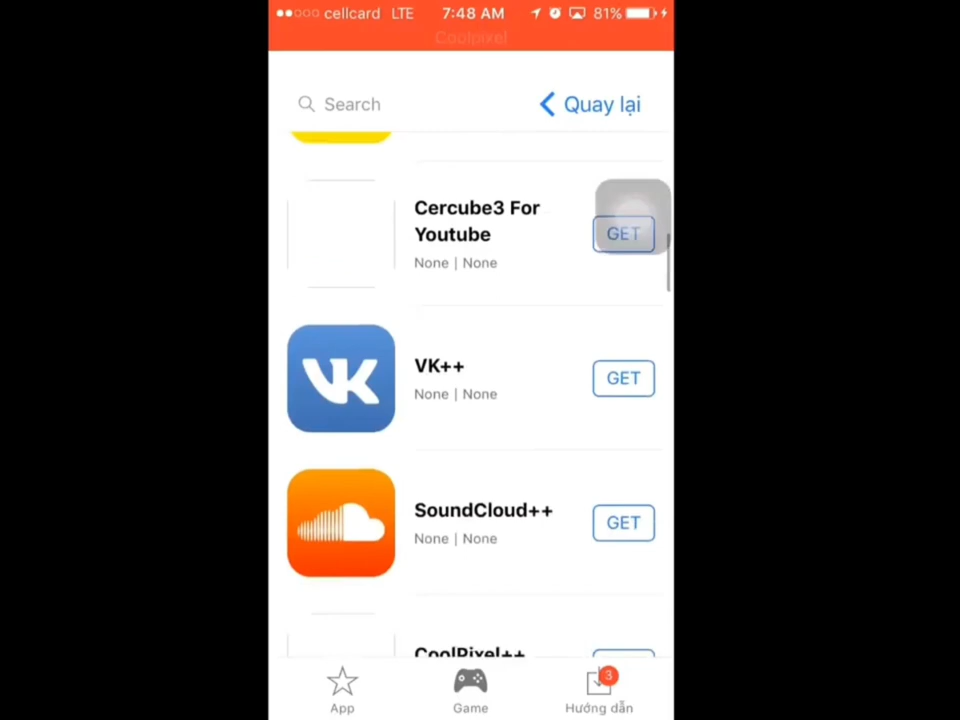 cellcard LTE 7:48 AM 81%
Coolpixel
Search
Quay lại
Cercube3 For
Youtube
None | None
GET
VK++
None | None
GET
SoundCloud++
None | None
GET
CoolPixel++
App
Game
3
Hướng dẫn